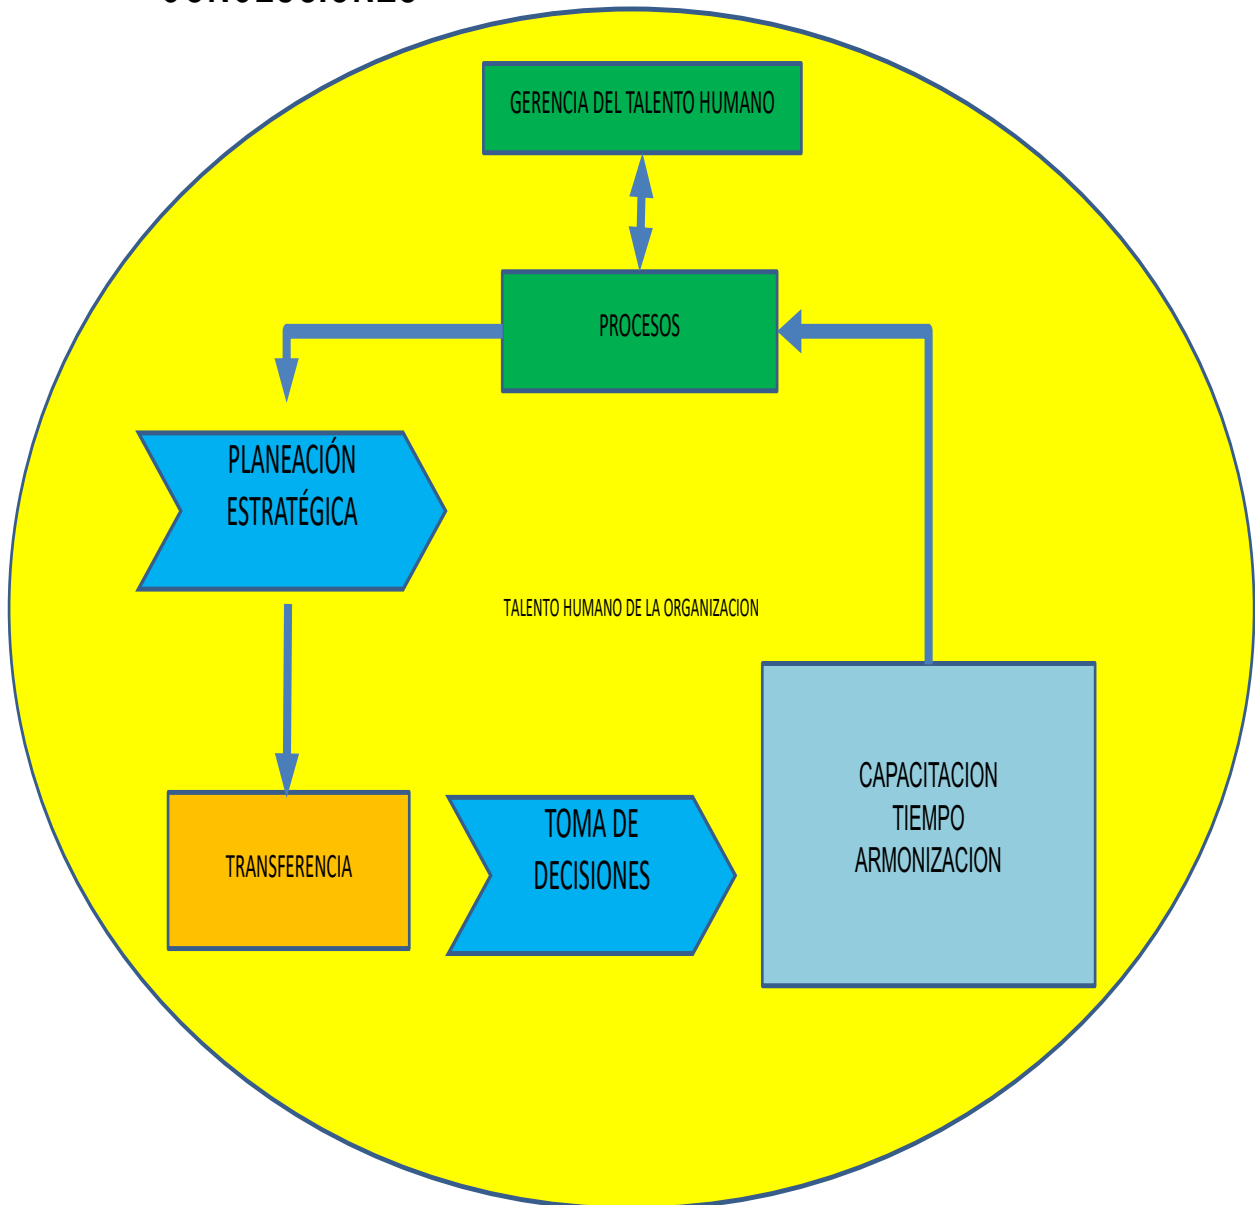 CONCLUSIONES
GERENCIA DEL TALENTO HUMANO
PROCESOS
PLANEACIÓN
ESTRATÉGICA
TALENTO HUMANO DE LA ORGANIZACION
CAPACITACION
TIEMPO
ARMONIZACION
TRANSFERENCIA
TOMA DE
DECISIONES